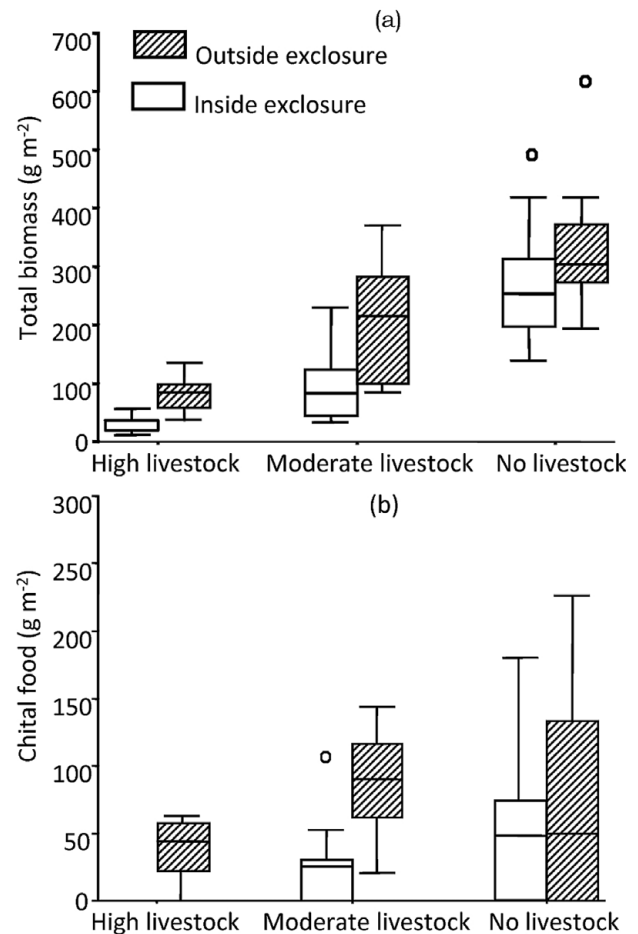 (a)
Total biomass (g m⁻²)
700
600
500
400
300
200
100
0
Outside exclosure
Inside exclosure
High livestock
Moderate livestock
No livestock
(b)
Chital food (g m⁻²)
300
250
200
150
100
50
0
High livestock
Moderate livestock
No livestock